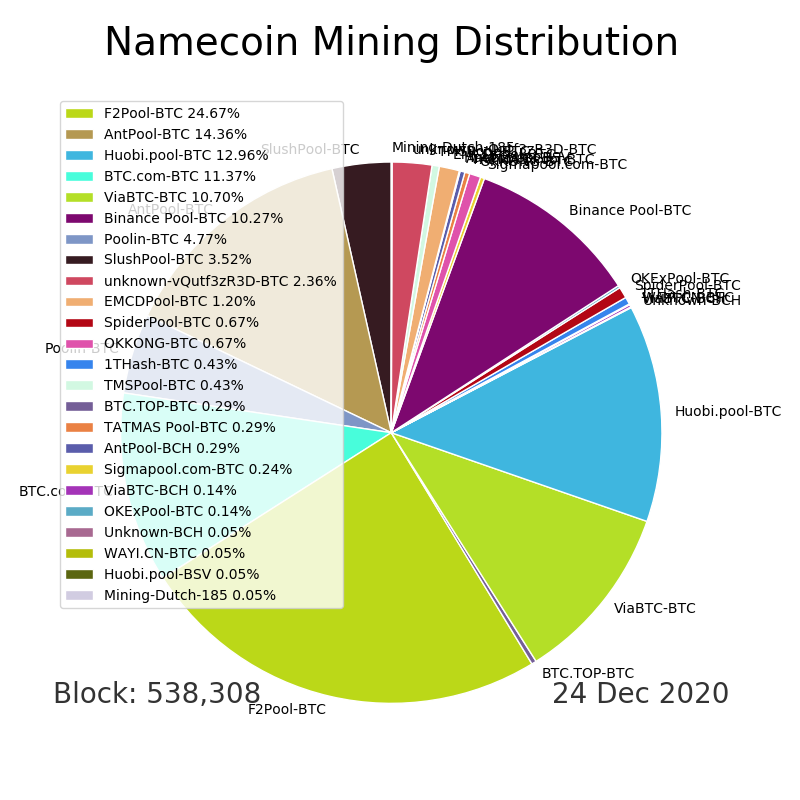 Namecoin Mining Distribution
F2Pool-BTC 24.67%
AntPool-BTC 14.36%
Huobi.pool-BTC 12.96%
BTC.com-BTC 11.37%
ViaBTC-BTC 10.70%
Binance Pool-BTC 10.27%
Poolin-BTC 4.77%
SlushPool-BTC 3.52%
unknown-vQutf3zR3D-BTC 2.36%
EMCDPool-BTC 1.20%
SpiderPool-BTC 0.67%
OKKONG-BTC 0.67%
1THash-BTC 0.43%
TMSPool-BTC 0.43%
BTC.TOP-BTC 0.29%
TATMAS Pool-BTC 0.29%
AntPool-BCH 0.29%
Sigmapool.com-BTC 0.24%
ViaBTC-BCH 0.14%
OKExPool-BTC 0.14%
Unknown-BCH 0.05%
WAYI.CN-BTC 0.05%
Huobi.pool-BSV 0.05%
Mining-Dutch-185 0.05%
SlushPool-BTC
Mining-Dutch-185
Sigmapool.com-BTC
AntPool-BTC
Binance Pool-BTC
OKExPool-BTC
SpiderPool-BTC
Unknown-BCH
Poolin-BTC
Huobi.pool-BTC
ViaBTC-BTC
BTC.TOP-BTC
F2Pool-BTC
Block: 538,308
24 Dec 2020